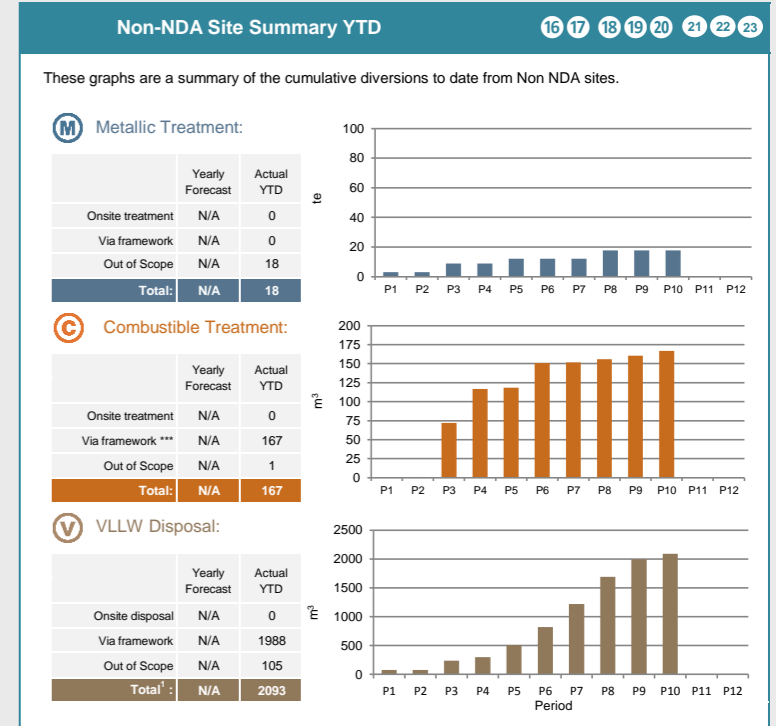 Non-NDA Site Summary YTD
16 17 18 19 20 21 22 23
These graphs are a summary of the cumulative diversions to date from Non NDA sites.
M Metallic Treatment:
Yearly Forecast Actual YTD
Onsite treatment N/A 0
Via framework N/A 0
Out of Scope N/A 18
Total: N/A 18
te
100
80
60
40
20
0
P1 P2 P3 P4 P5 P6 P7 P8 P9 P10 P11 P12
C Combustible Treatment:
Yearly Forecast Actual YTD
Onsite treatment N/A 0
Via framework *** N/A 167
Out of Scope N/A 1
Total: N/A 167
m³
200
175
150
125
100
75
50
25
0
P1 P2 P3 P4 P5 P6 P7 P8 P9 P10 P11 P12
V VLLW Disposal:
Yearly Forecast Actual YTD
Onsite disposal N/A 0
Via framework N/A 1988
Out of Scope N/A 105
Total¹ : N/A 2093
m³
2500
2000
1500
1000
500
0
P1 P2 P3 P4 P5 P6 P7 P8 P9 P10 P11 P12
Period